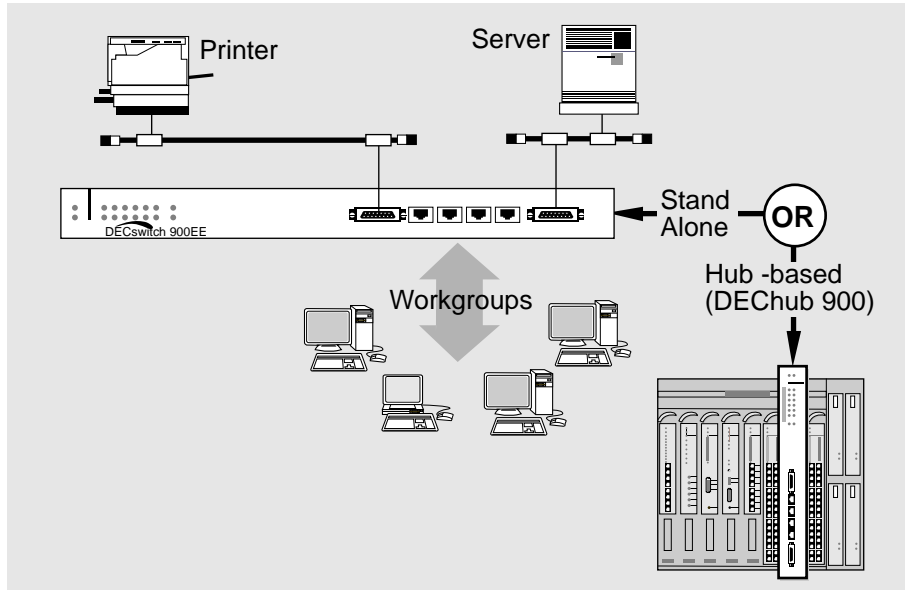 Printer
Server
DECswitch 900EE
Stand
Alone
OR
Hub -based
(DEChub 900)
Workgroups